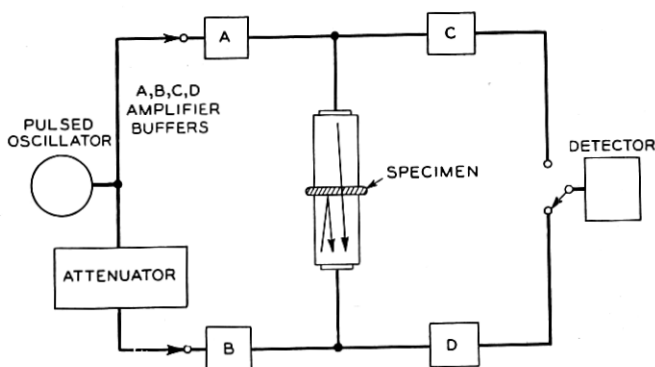 A
C
A,B,C,D
AMPLIFIER
BUFFERS
PULSED
OSCILLATOR
DETECTOR
SPECIMEN
ATTENUATOR
B
D